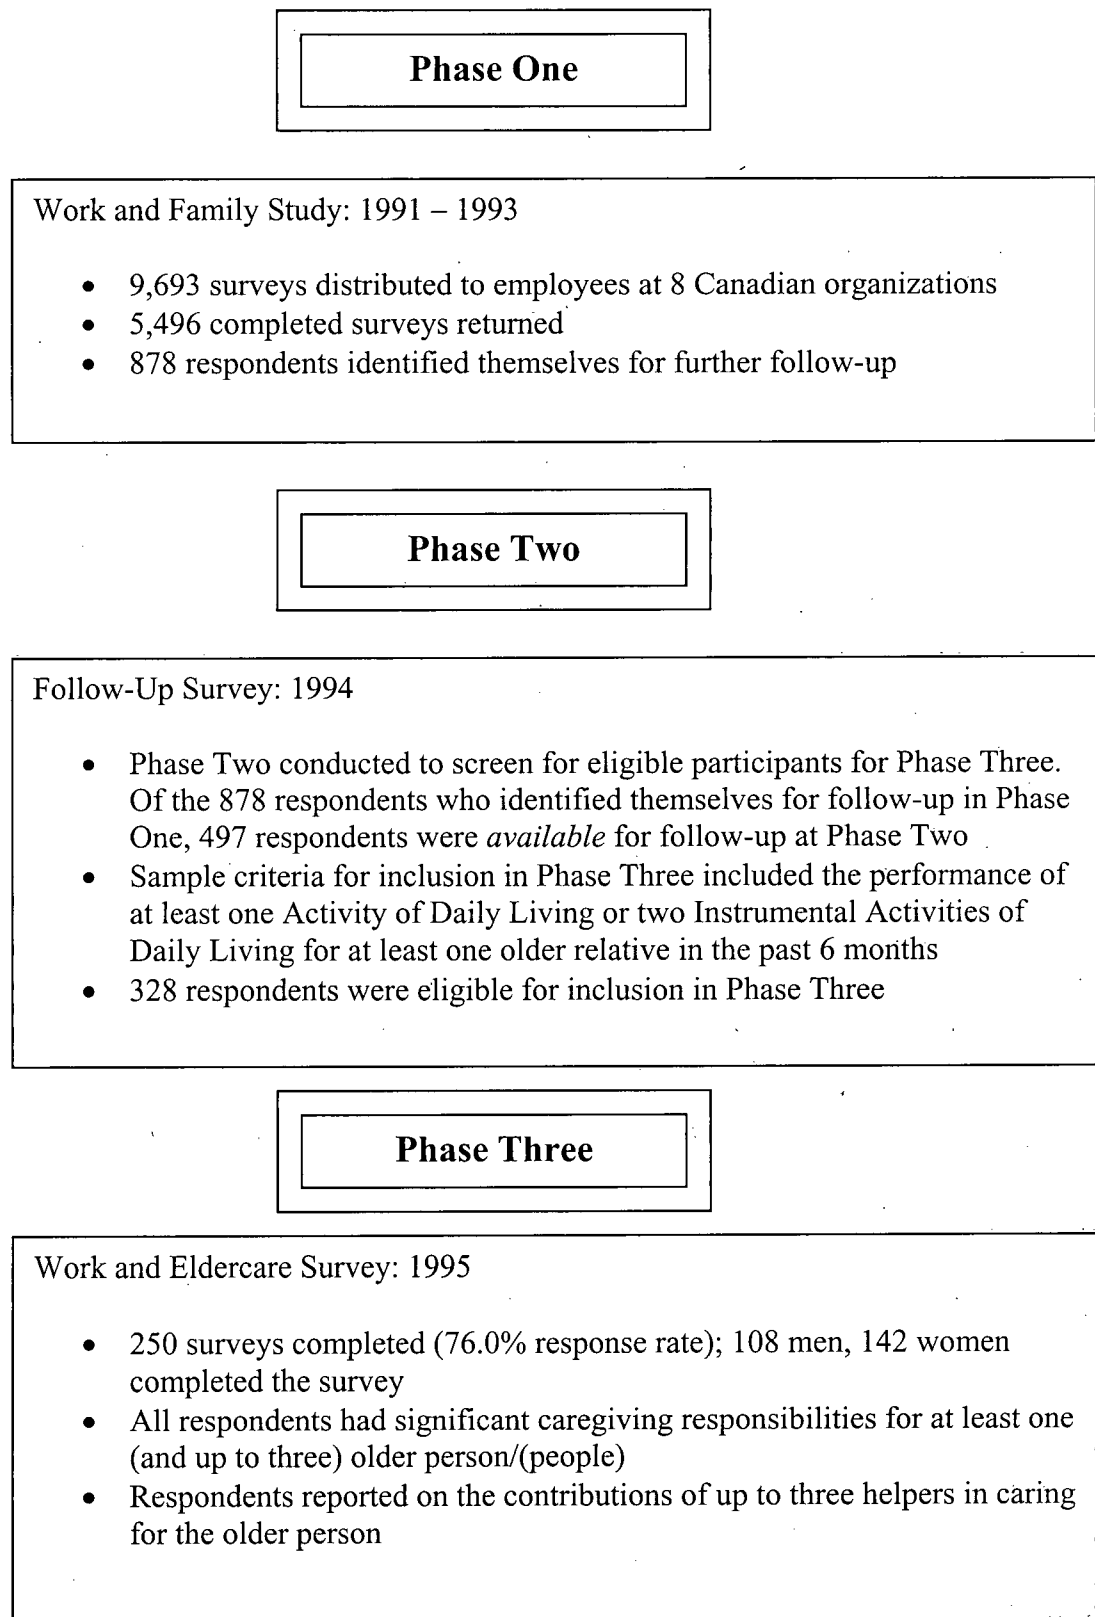 Phase One
Work and Family Study: 1991 – 1993
• 9,693 surveys distributed to employees at 8 Canadian organizations
• 5,496 completed surveys returned
• 878 respondents identified themselves for further follow-up
Phase Two
Follow-Up Survey: 1994
• Phase Two conducted to screen for eligible participants for Phase Three.
Of the 878 respondents who identified themselves for follow-up in Phase
One, 497 respondents were available for follow-up at Phase Two
• Sample criteria for inclusion in Phase Three included the performance of
at least one Activity of Daily Living or two Instrumental Activities of
Daily Living for at least one older relative in the past 6 months
• 328 respondents were eligible for inclusion in Phase Three
Phase Three
Work and Eldercare Survey: 1995
• 250 surveys completed (76.0% response rate); 108 men, 142 women
completed the survey
• All respondents had significant caregiving responsibilities for at least one
(and up to three) older person/(people)
• Respondents reported on the contributions of up to three helpers in caring
for the older person